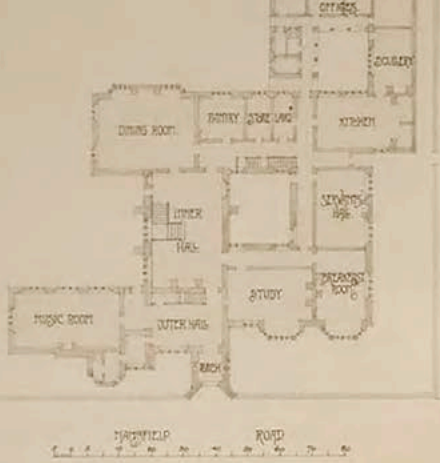 OFFICES
SCULLERY
DINING ROOM
PANTRY
STORE
LARD
KITCHEN
INNER
HALL
SERVANTS'
HALL
BREAKFAST
ROOM
STUDY
MUSIC ROOM
OUTER HALL
PORCH
ROAD